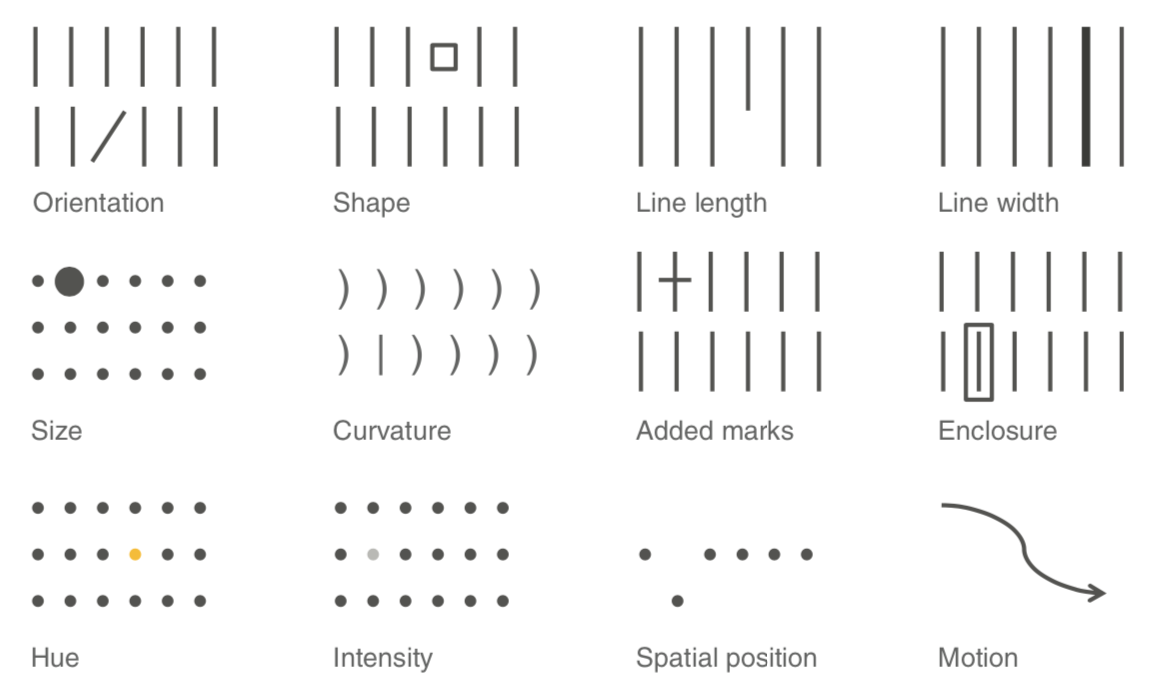 Orientation
Shape
Line length
Line width
Size
Curvature
Added marks
Enclosure
Hue
Intensity
Spatial position
Motion